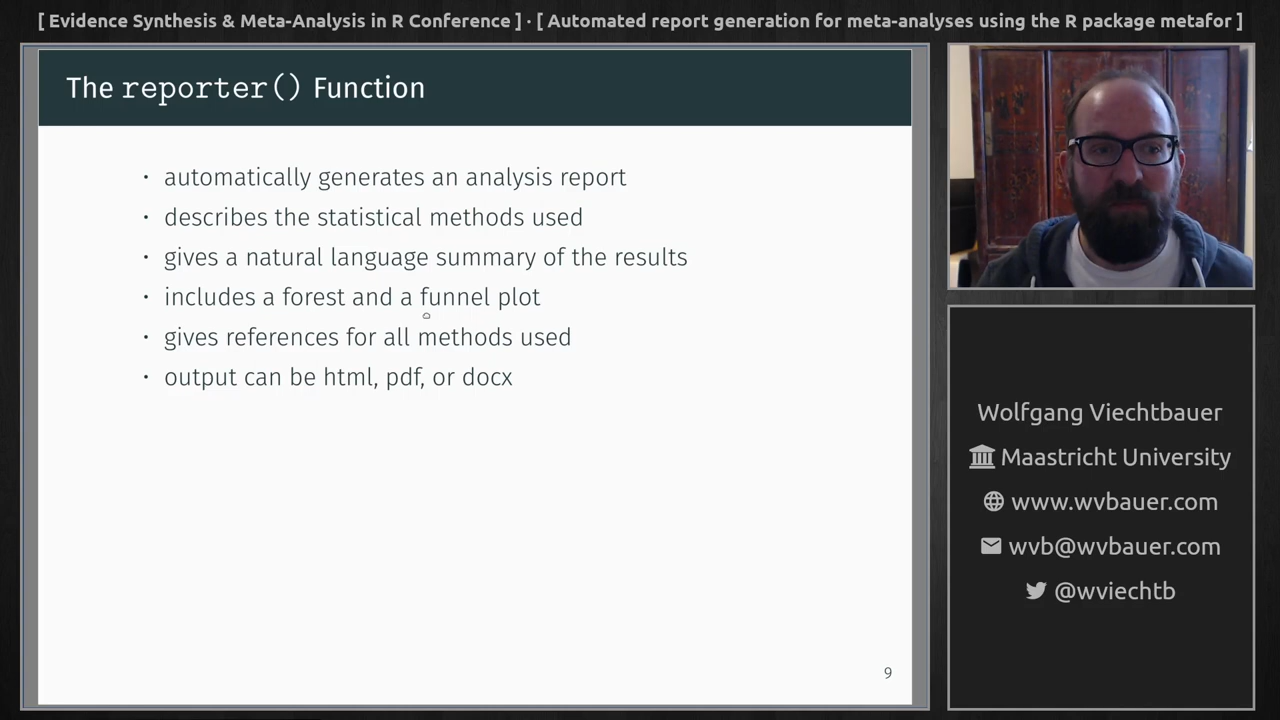 [ Evidence Synthesis & Meta-Analysis in R Conference ] · [ Automated report generation for meta-analyses using the R package metafor ]
The reporter() Function
· automatically generates an analysis report
· describes the statistical methods used
· gives a natural language summary of the results
· includes a forest and a funnel plot
· gives references for all methods used
· output can be html, pdf, or docx
9
Wolfgang Viechtbauer
Maastricht University
www.wvbauer.com
wvb@wvbauer.com
@wviechtb